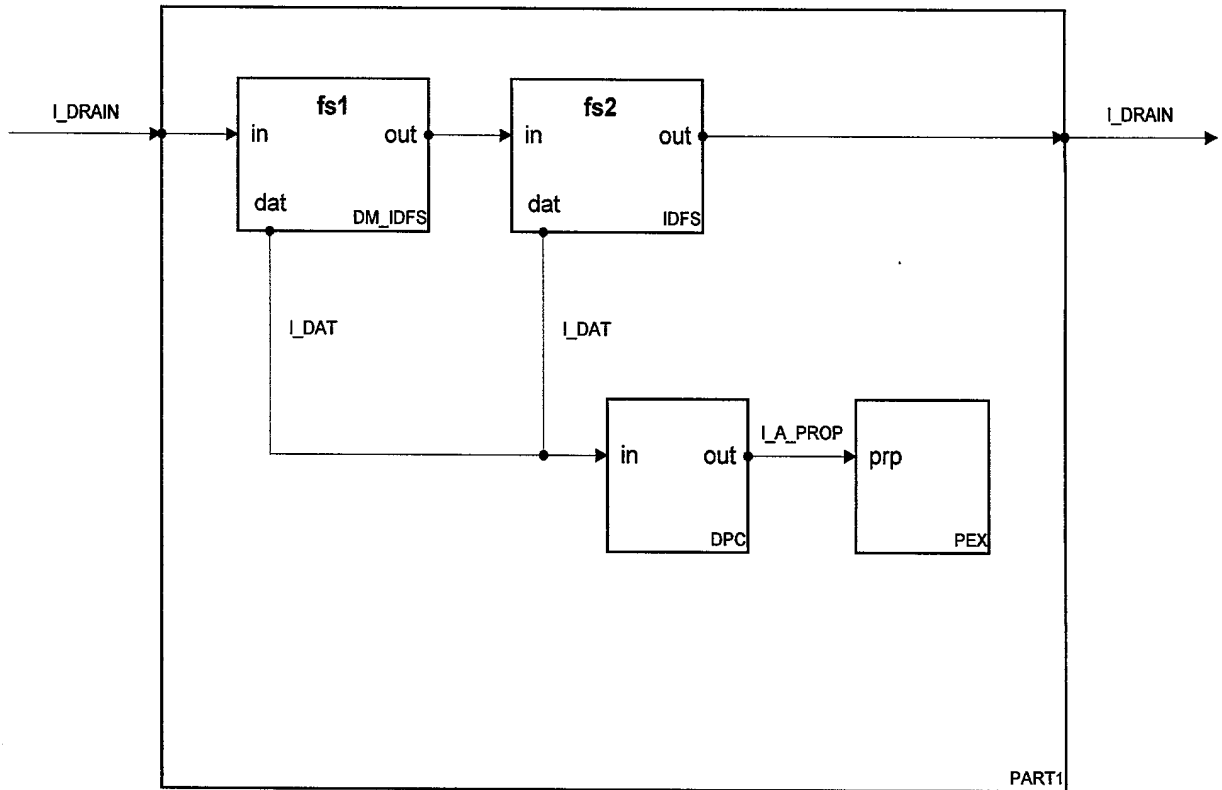 I_DRAIN
I_DRAIN
fs1
in
out
dat
DM_IDFS
fs2
in
out
dat
IDFS
I_DAT
I_DAT
in
out
DPC
I_A_PROP
prp
PEX
PART1